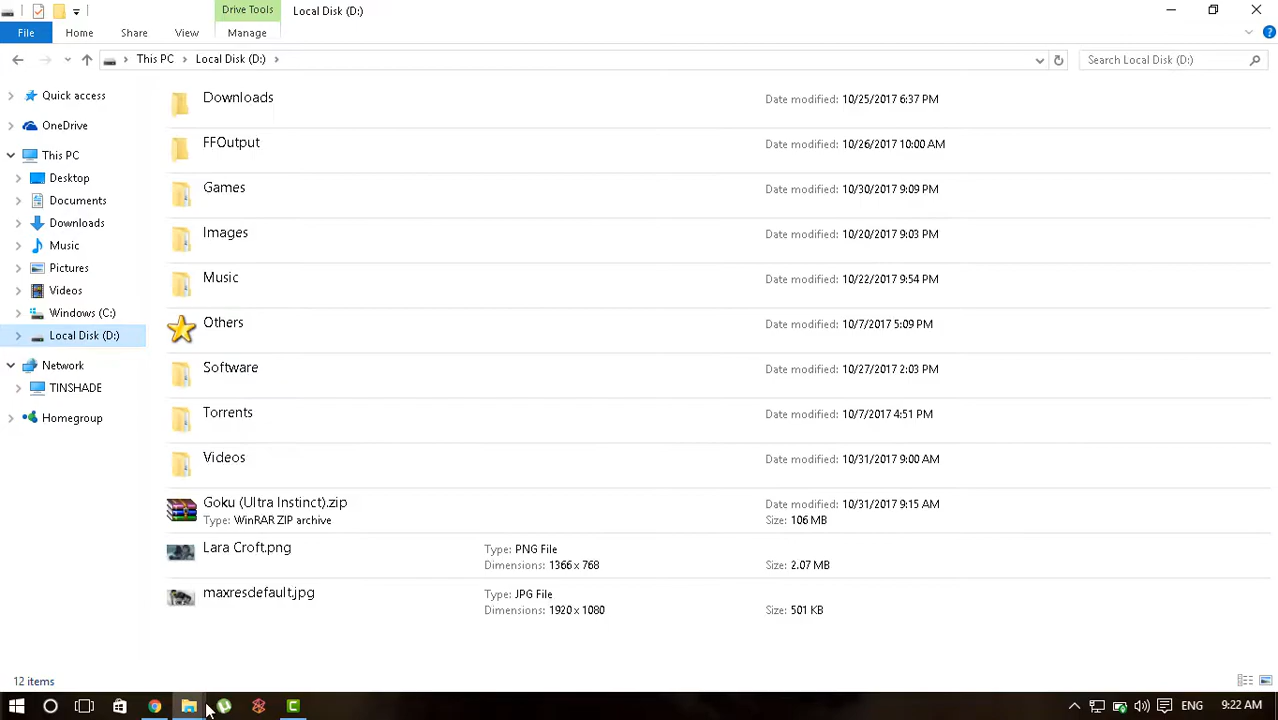 Drive Tools
Local Disk (D:)
File
Home
Share
View
Manage
This PC
Local Disk (D:)
Search Local Disk (D:)
Quick access
OneDrive
This PC
Desktop
Documents
Downloads
Music
Pictures
Videos
Windows (C:)
Local Disk (D:)
Network
TINSHADE
Homegroup
Downloads
Date modified: 10/25/2017 6:37 PM
FFOutput
Date modified: 10/26/2017 10:00 AM
Games
Date modified: 10/30/2017 9:09 PM
Images
Date modified: 10/20/2017 9:03 PM
Music
Date modified: 10/22/2017 9:54 PM
Others
Date modified: 10/7/2017 5:09 PM
Software
Date modified: 10/27/2017 2:03 PM
Torrents
Date modified: 10/7/2017 4:51 PM
Videos
Date modified: 10/31/2017 9:00 AM
Goku (Ultra Instinct).zip
Date modified: 10/31/2017 9:15 AM
Type: WinRAR ZIP archive
Size: 106 MB
Lara Croft.png
Type: PNG File
Dimensions: 1366 x 768
Size: 2.07 MB
maxresdefault.jpg
Type: JPG File
Dimensions: 1920 x 1080
Size: 501 KB
12 items
ENG
9:22 AM